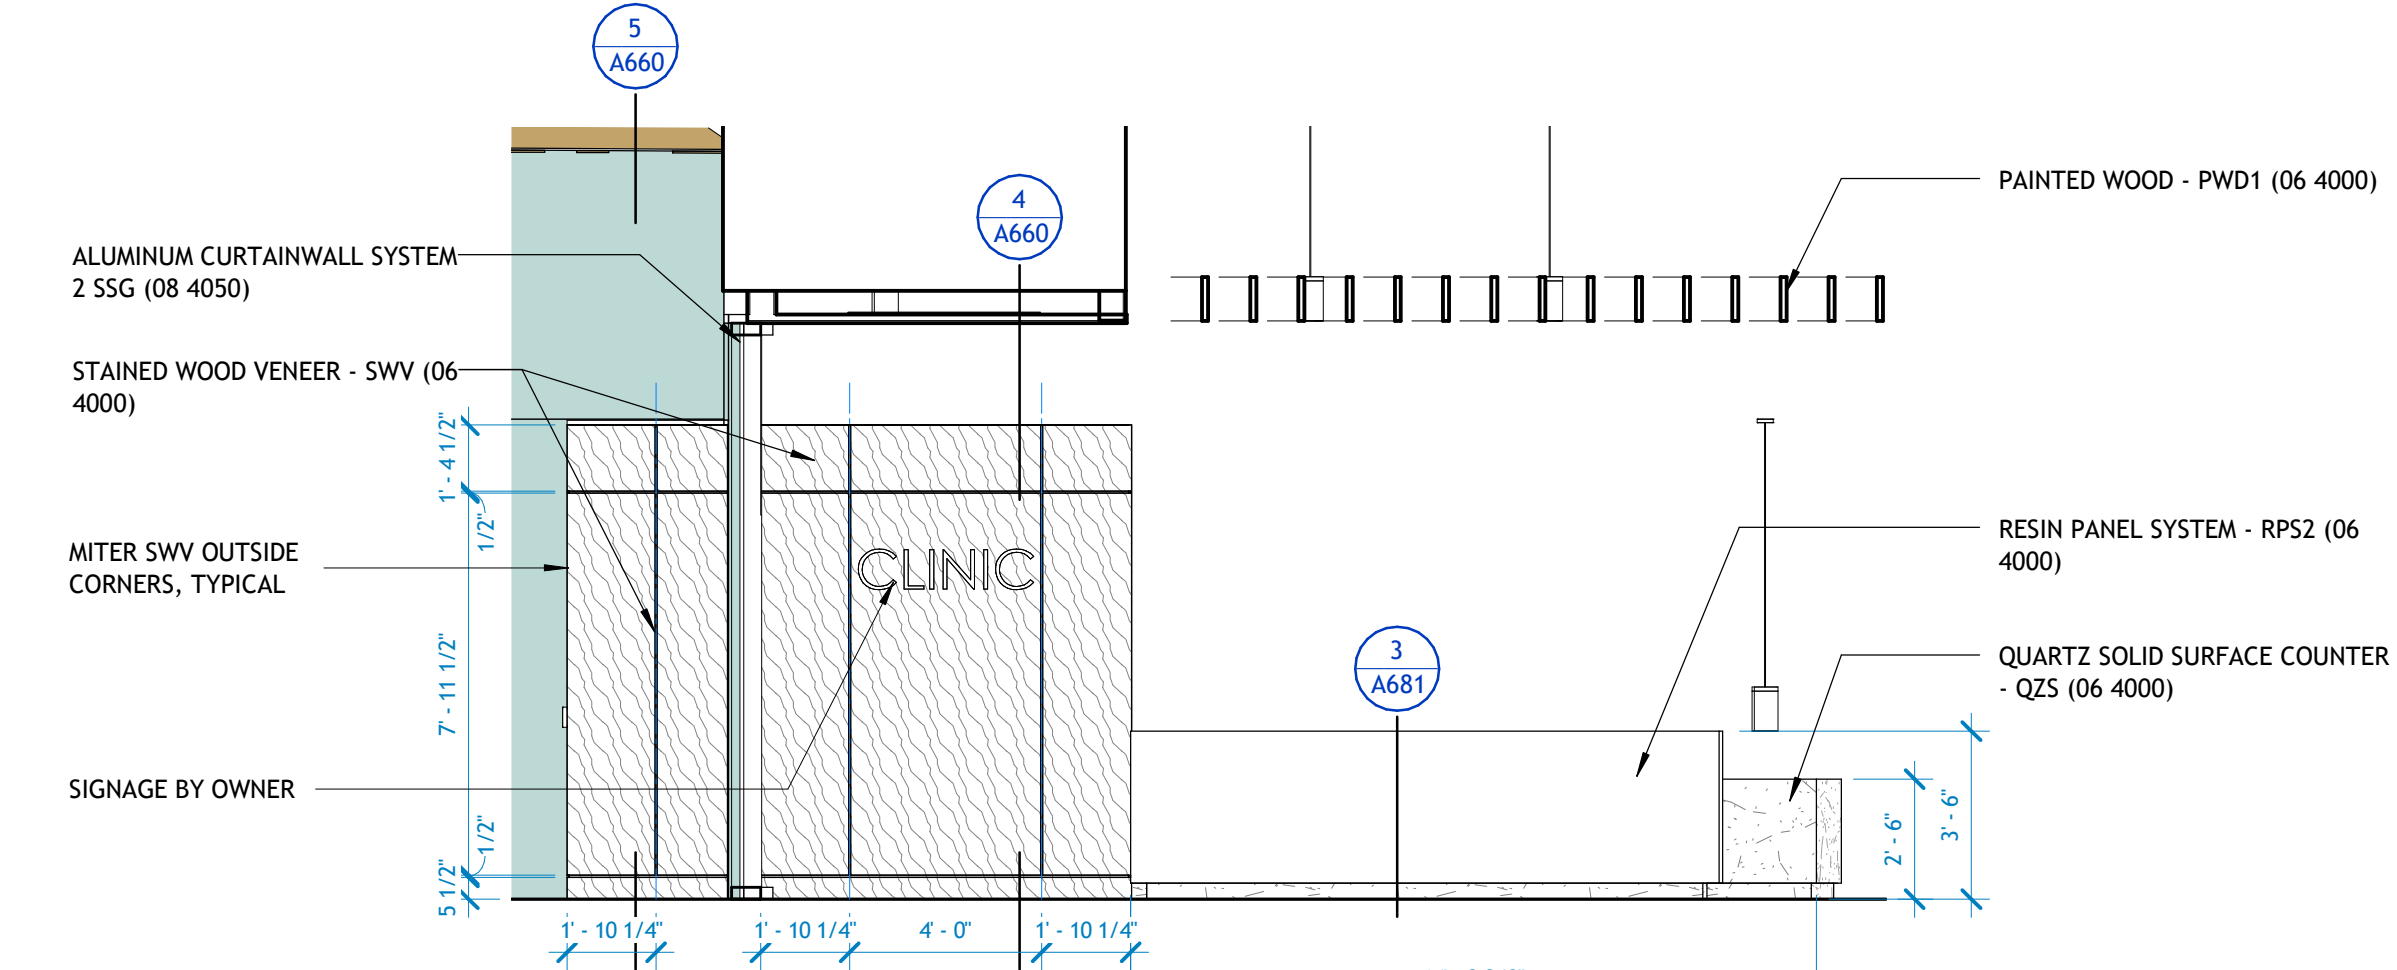 5
A660
4
A660
PAINTED WOOD - PWD1 (06 4000)
ALUMINUM CURTAINWALL SYSTEM
2 SSG (08 4050)
STAINED WOOD VENEER - SWV (06
4000)
1' - 4 1/2"
1/2"
MITER SWV OUTSIDE
CORNERS, TYPICAL
CLINIC
RESIN PANEL SYSTEM - RPS2 (06
4000)
7' - 11 1/2"
3
A681
QUARTZ SOLID SURFACE COUNTER
- QZS (06 4000)
SIGNAGE BY OWNER
1/2"
5 1/2"
2' - 6"
3' - 6"
1' - 10 1/4"
1' - 10 1/4"
4' - 0"
1' - 10 1/4"